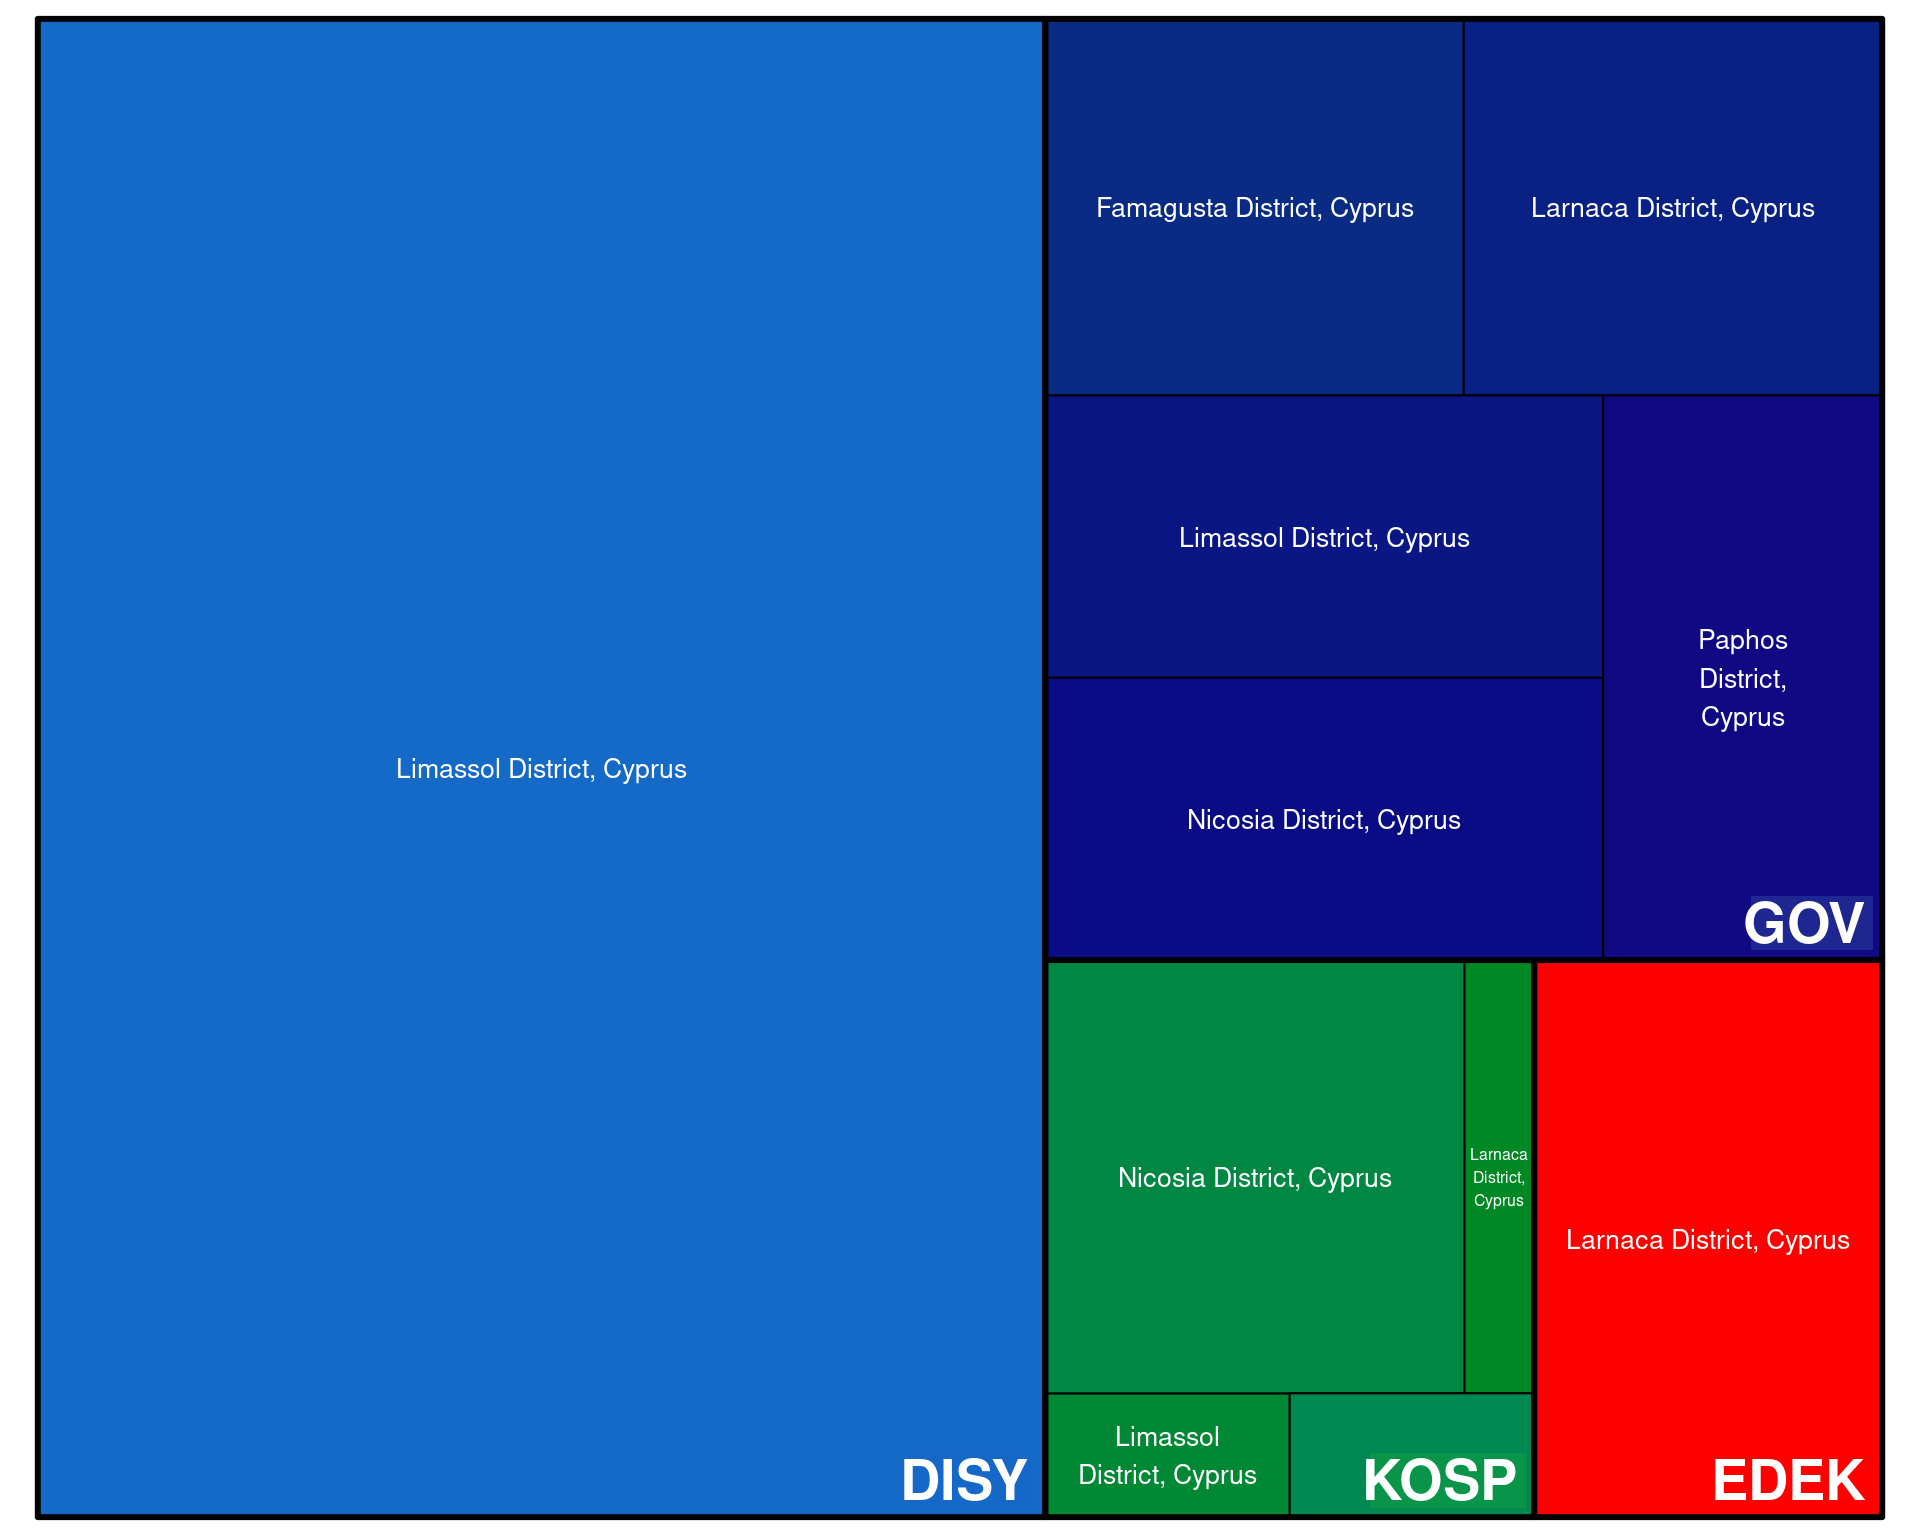 Limassol District, Cyprus
DISY
Famagusta District, Cyprus
Larnaca District, Cyprus
Limassol District, Cyprus
Nicosia District, Cyprus
Paphos
District,
Cyprus
GOV
Nicosia District, Cyprus
Larnaca
District,
Cyprus
Limassol
District, Cyprus
KOSP
Larnaca District, Cyprus
EDEK